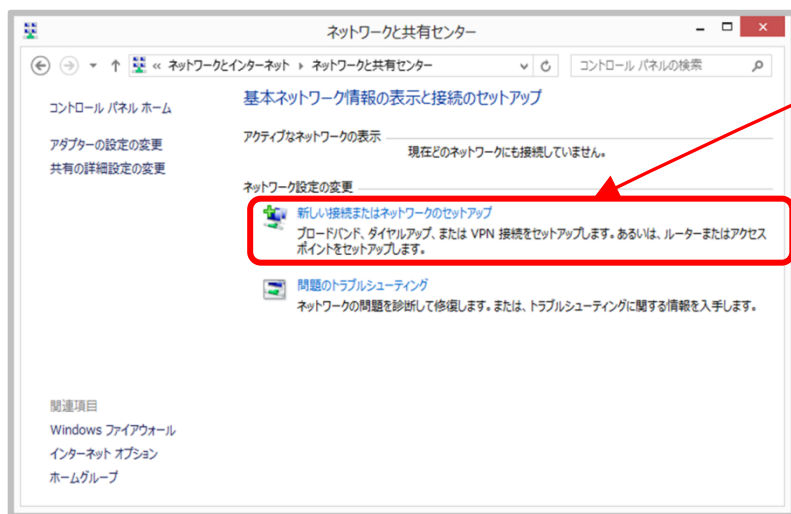 ネットワークと共有センター
« ネットワークとインターネット ▸ ネットワークと共有センター
コントロール パネルの検索
コントロール パネル ホーム
アダプターの設定の変更
共有の詳細設定の変更
基本ネットワーク情報の表示と接続のセットアップ
アクティブなネットワークの表示
現在どのネットワークにも接続していません。
ネットワーク設定の変更
新しい接続またはネットワークのセットアップ
ブロードバンド、ダイヤルアップ、または VPN 接続をセットアップします。あるいは、ルーターまたはアクセス
ポイントをセットアップします。
問題のトラブルシューティング
ネットワークの問題を診断して修復します。または、トラブルシューティングに関する情報を入手します。
関連項目
Windows ファイアウォール
インターネット オプション
ホームグループ